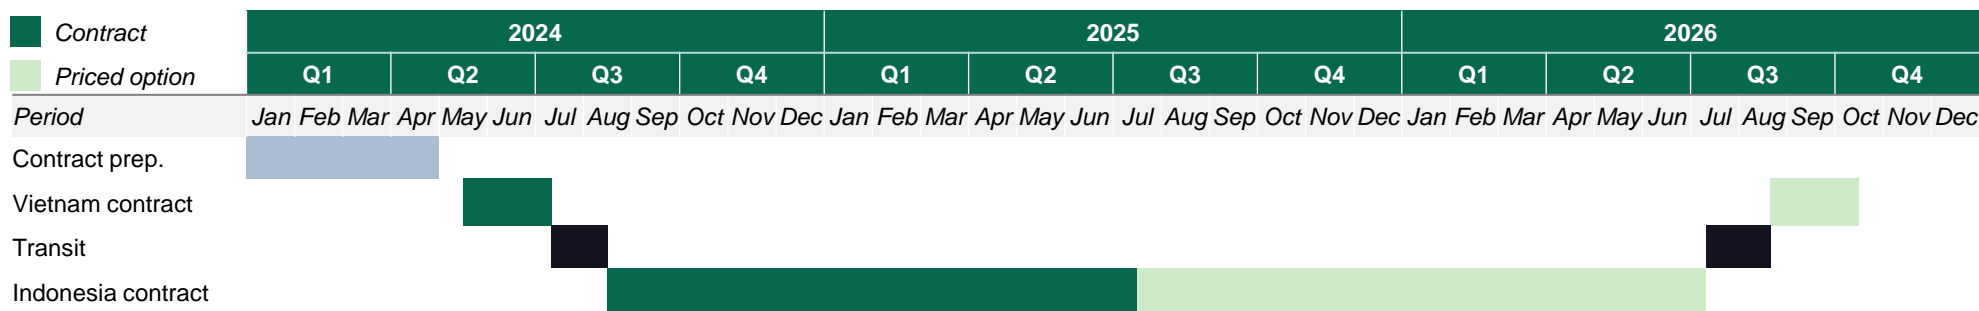 Contract 2024 2025 2026
Priced option Q1 Q2 Q3 Q4 Q1 Q2 Q3 Q4 Q1 Q2 Q3 Q4
Period Jan Feb Mar Apr May Jun Jul Aug Sep Oct Nov Dec Jan Feb Mar Apr May Jun Jul Aug Sep Oct Nov Dec Jan Feb Mar Apr May Jun Jul Aug Sep Oct Nov Dec
Contract prep.
Vietnam contract
Transit
Indonesia contract